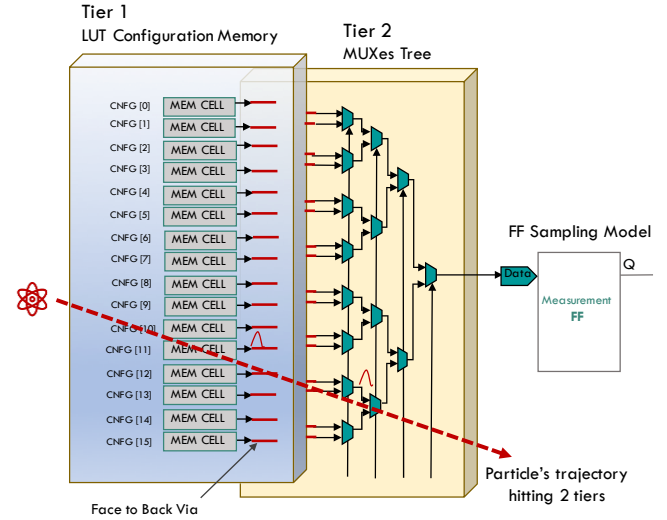 Tier 1
LUT Configuration Memory
Tier 2
MUXes Tree
CNFG [0] MEM CELL
CNFG [1] MEM CELL
CNFG [2] MEM CELL
CNFG [3] MEM CELL
CNFG [4] MEM CELL
CNFG [5] MEM CELL
CNFG [6] MEM CELL
CNFG [7] MEM CELL
CNFG [8] MEM CELL
CNFG [9] MEM CELL
CNFG [10] MEM CELL
CNFG [11] MEM CELL
CNFG [12] MEM CELL
CNFG [13] MEM CELL
CNFG [14] MEM CELL
CNFG [15] MEM CELL
FF Sampling Model
Data
Q
Measurement
FF
Particle's trajectory
hitting 2 tiers
Face to Back Via